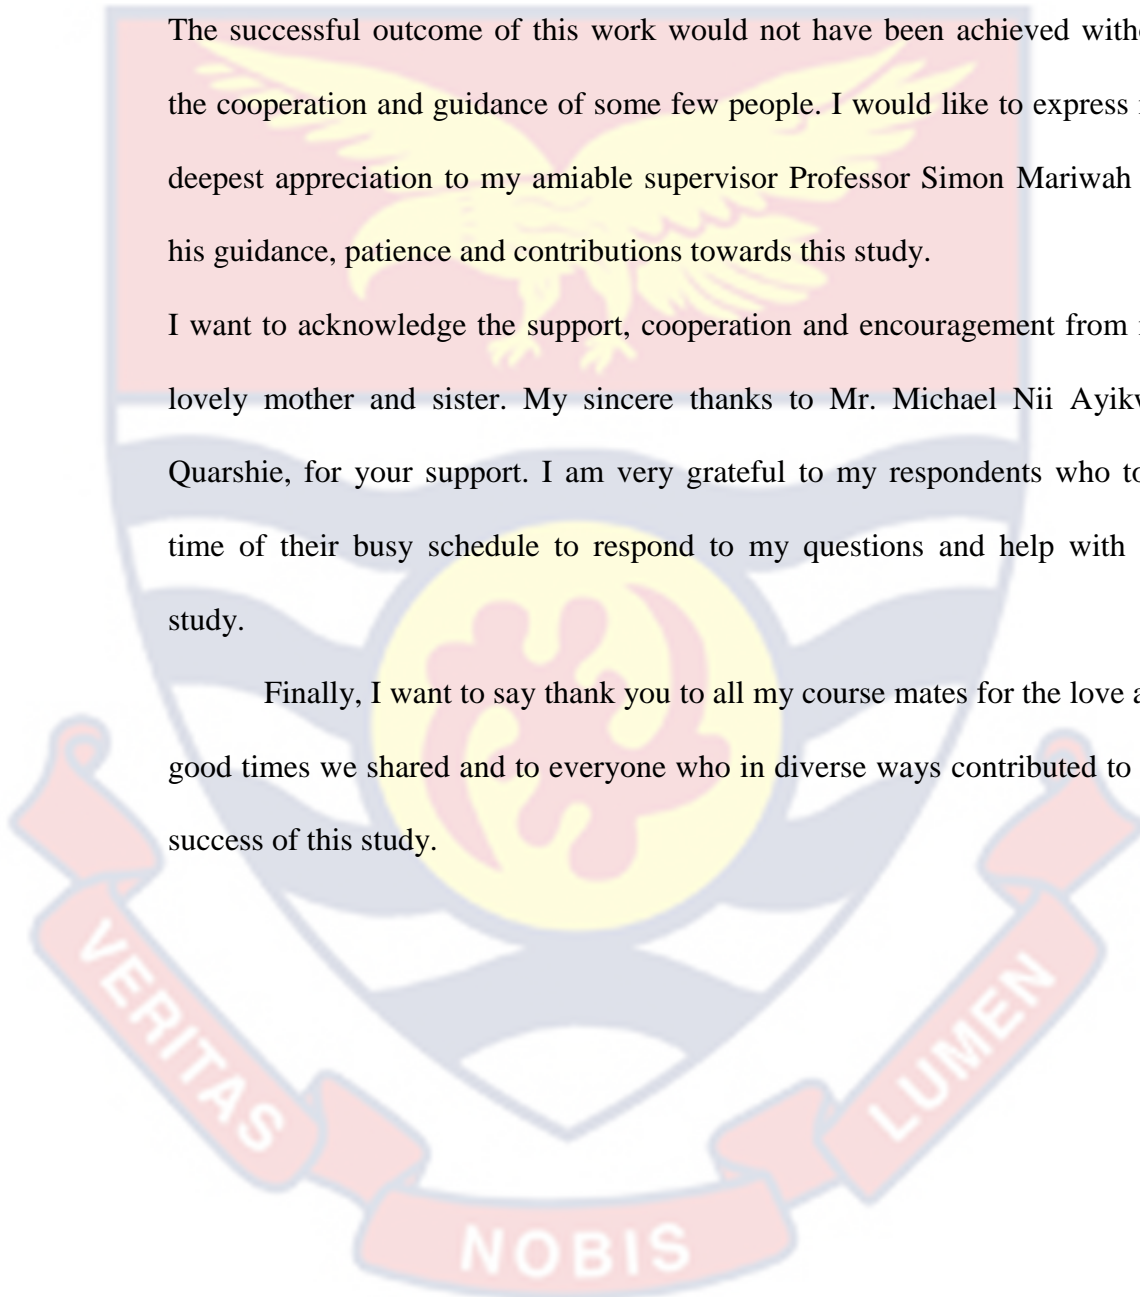 The successful outcome of this work would not have been achieved witho
the cooperation and guidance of some few people. I would like to express
deepest appreciation to my amiable supervisor Professor Simon Mariwah
his guidance, patience and contributions towards this study.
I want to acknowledge the support, cooperation and encouragement from
lovely mother and sister. My sincere thanks to Mr. Michael Nii Ayikw
Quarshie, for your support. I am very grateful to my respondents who to
time of their busy schedule to respond to my questions and help with
study.
Finally, I want to say thank you to all my course mates for the love a
good times we shared and to everyone who in diverse ways contributed to
success of this study.
VERITAS
NOBIS
LUMEN